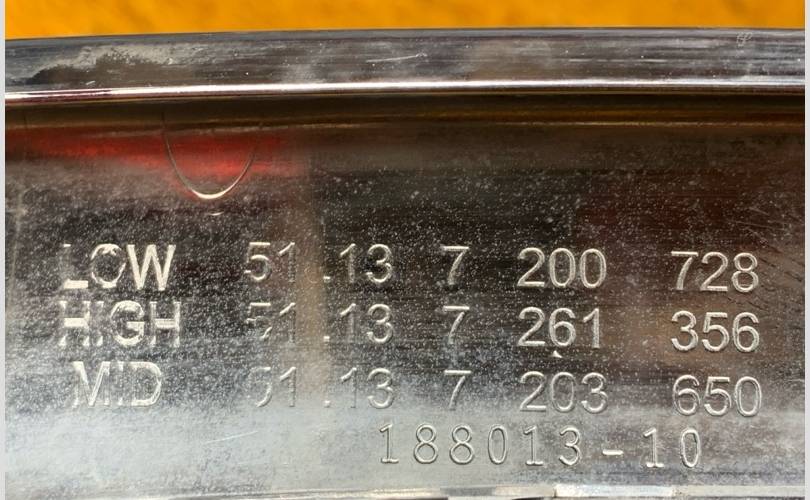 LOW 51.13 7 200 728
HIGH 51.13 7 261 356
MID 51.13 7 203 650
188013-10